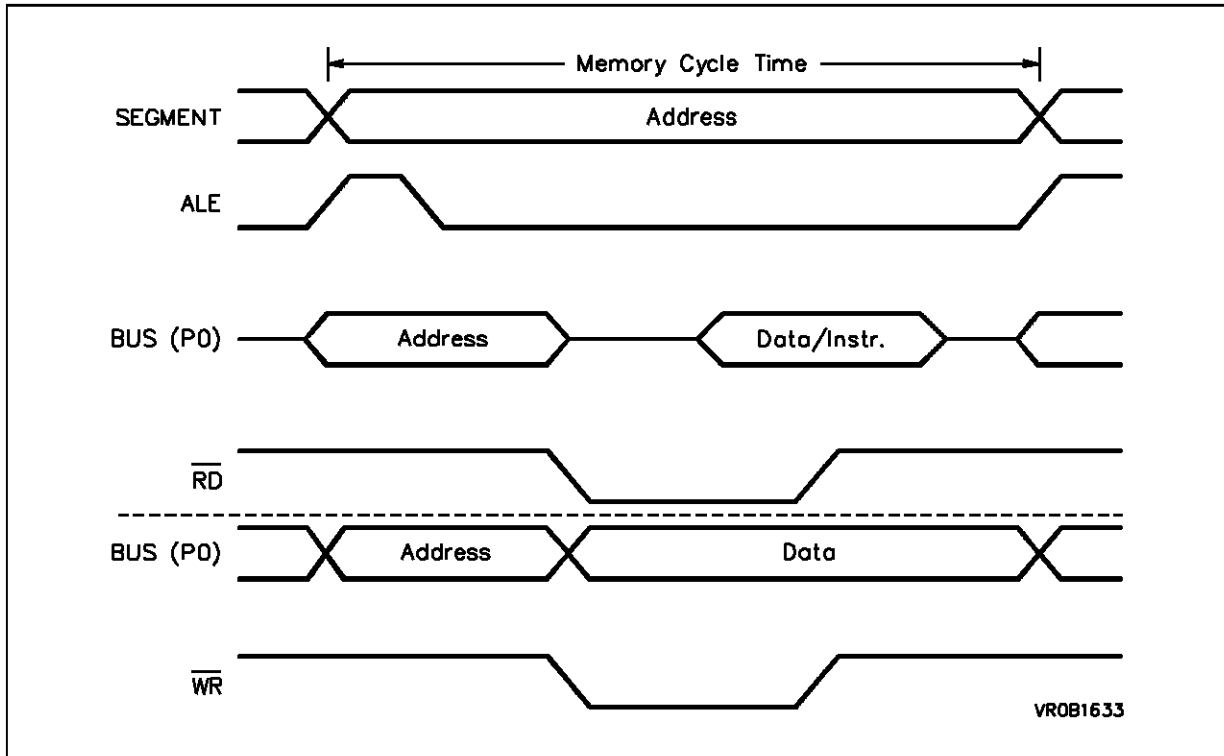 Memory Cycle Time
SEGMENT Address
ALE
BUS (P0) Address Data/Instr.
RD
BUS (P0) Address Data
WR
VR0B1633